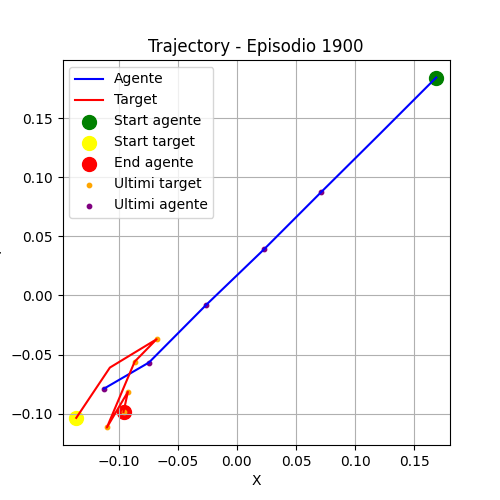 Trajectory - Episodio 1900
Agente
Target
Start agente
Start target
End agente
Ultimi target
Ultimi agente
0.15
0.10
0.05
0.00
−0.05
−0.10
−0.10
−0.05
0.00
0.05
0.10
0.15
X